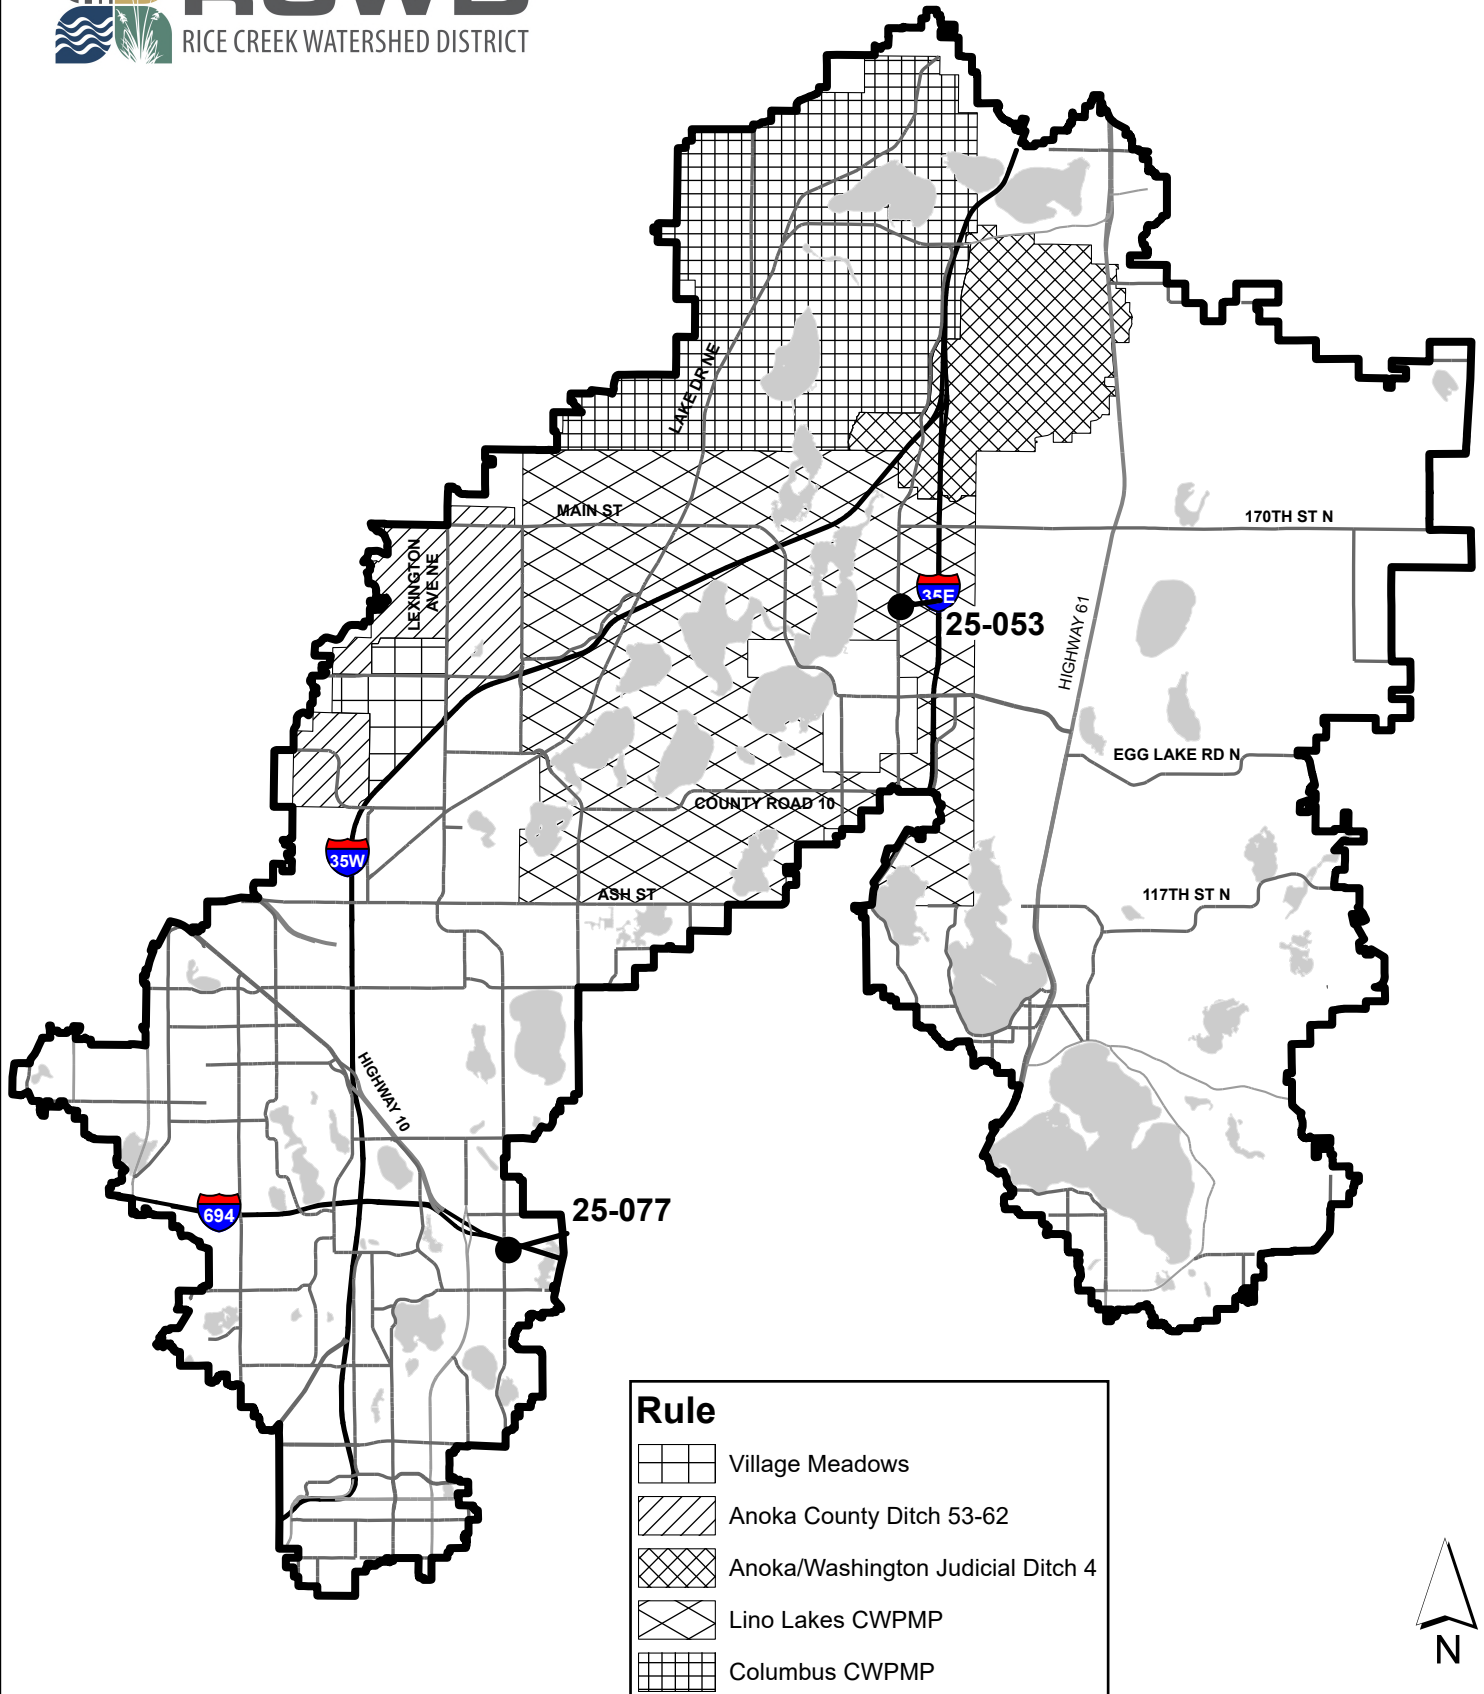 RCWD
RICE CREEK WATERSHED DISTRICT
LAKE DR NE
MAIN ST
170TH ST N
LEXINGTON
AVE NE
35E
25-053
HIGHWAY 61
EGG LAKE RD N
COUNTY ROAD 10
35W
ASH ST
117TH ST N
HIGHWAY 10
694
25-077
Rule
Village Meadows
Anoka County Ditch 53-62
Anoka/Washington Judicial Ditch 4
Lino Lakes CWPMP
Columbus CWPMP
N